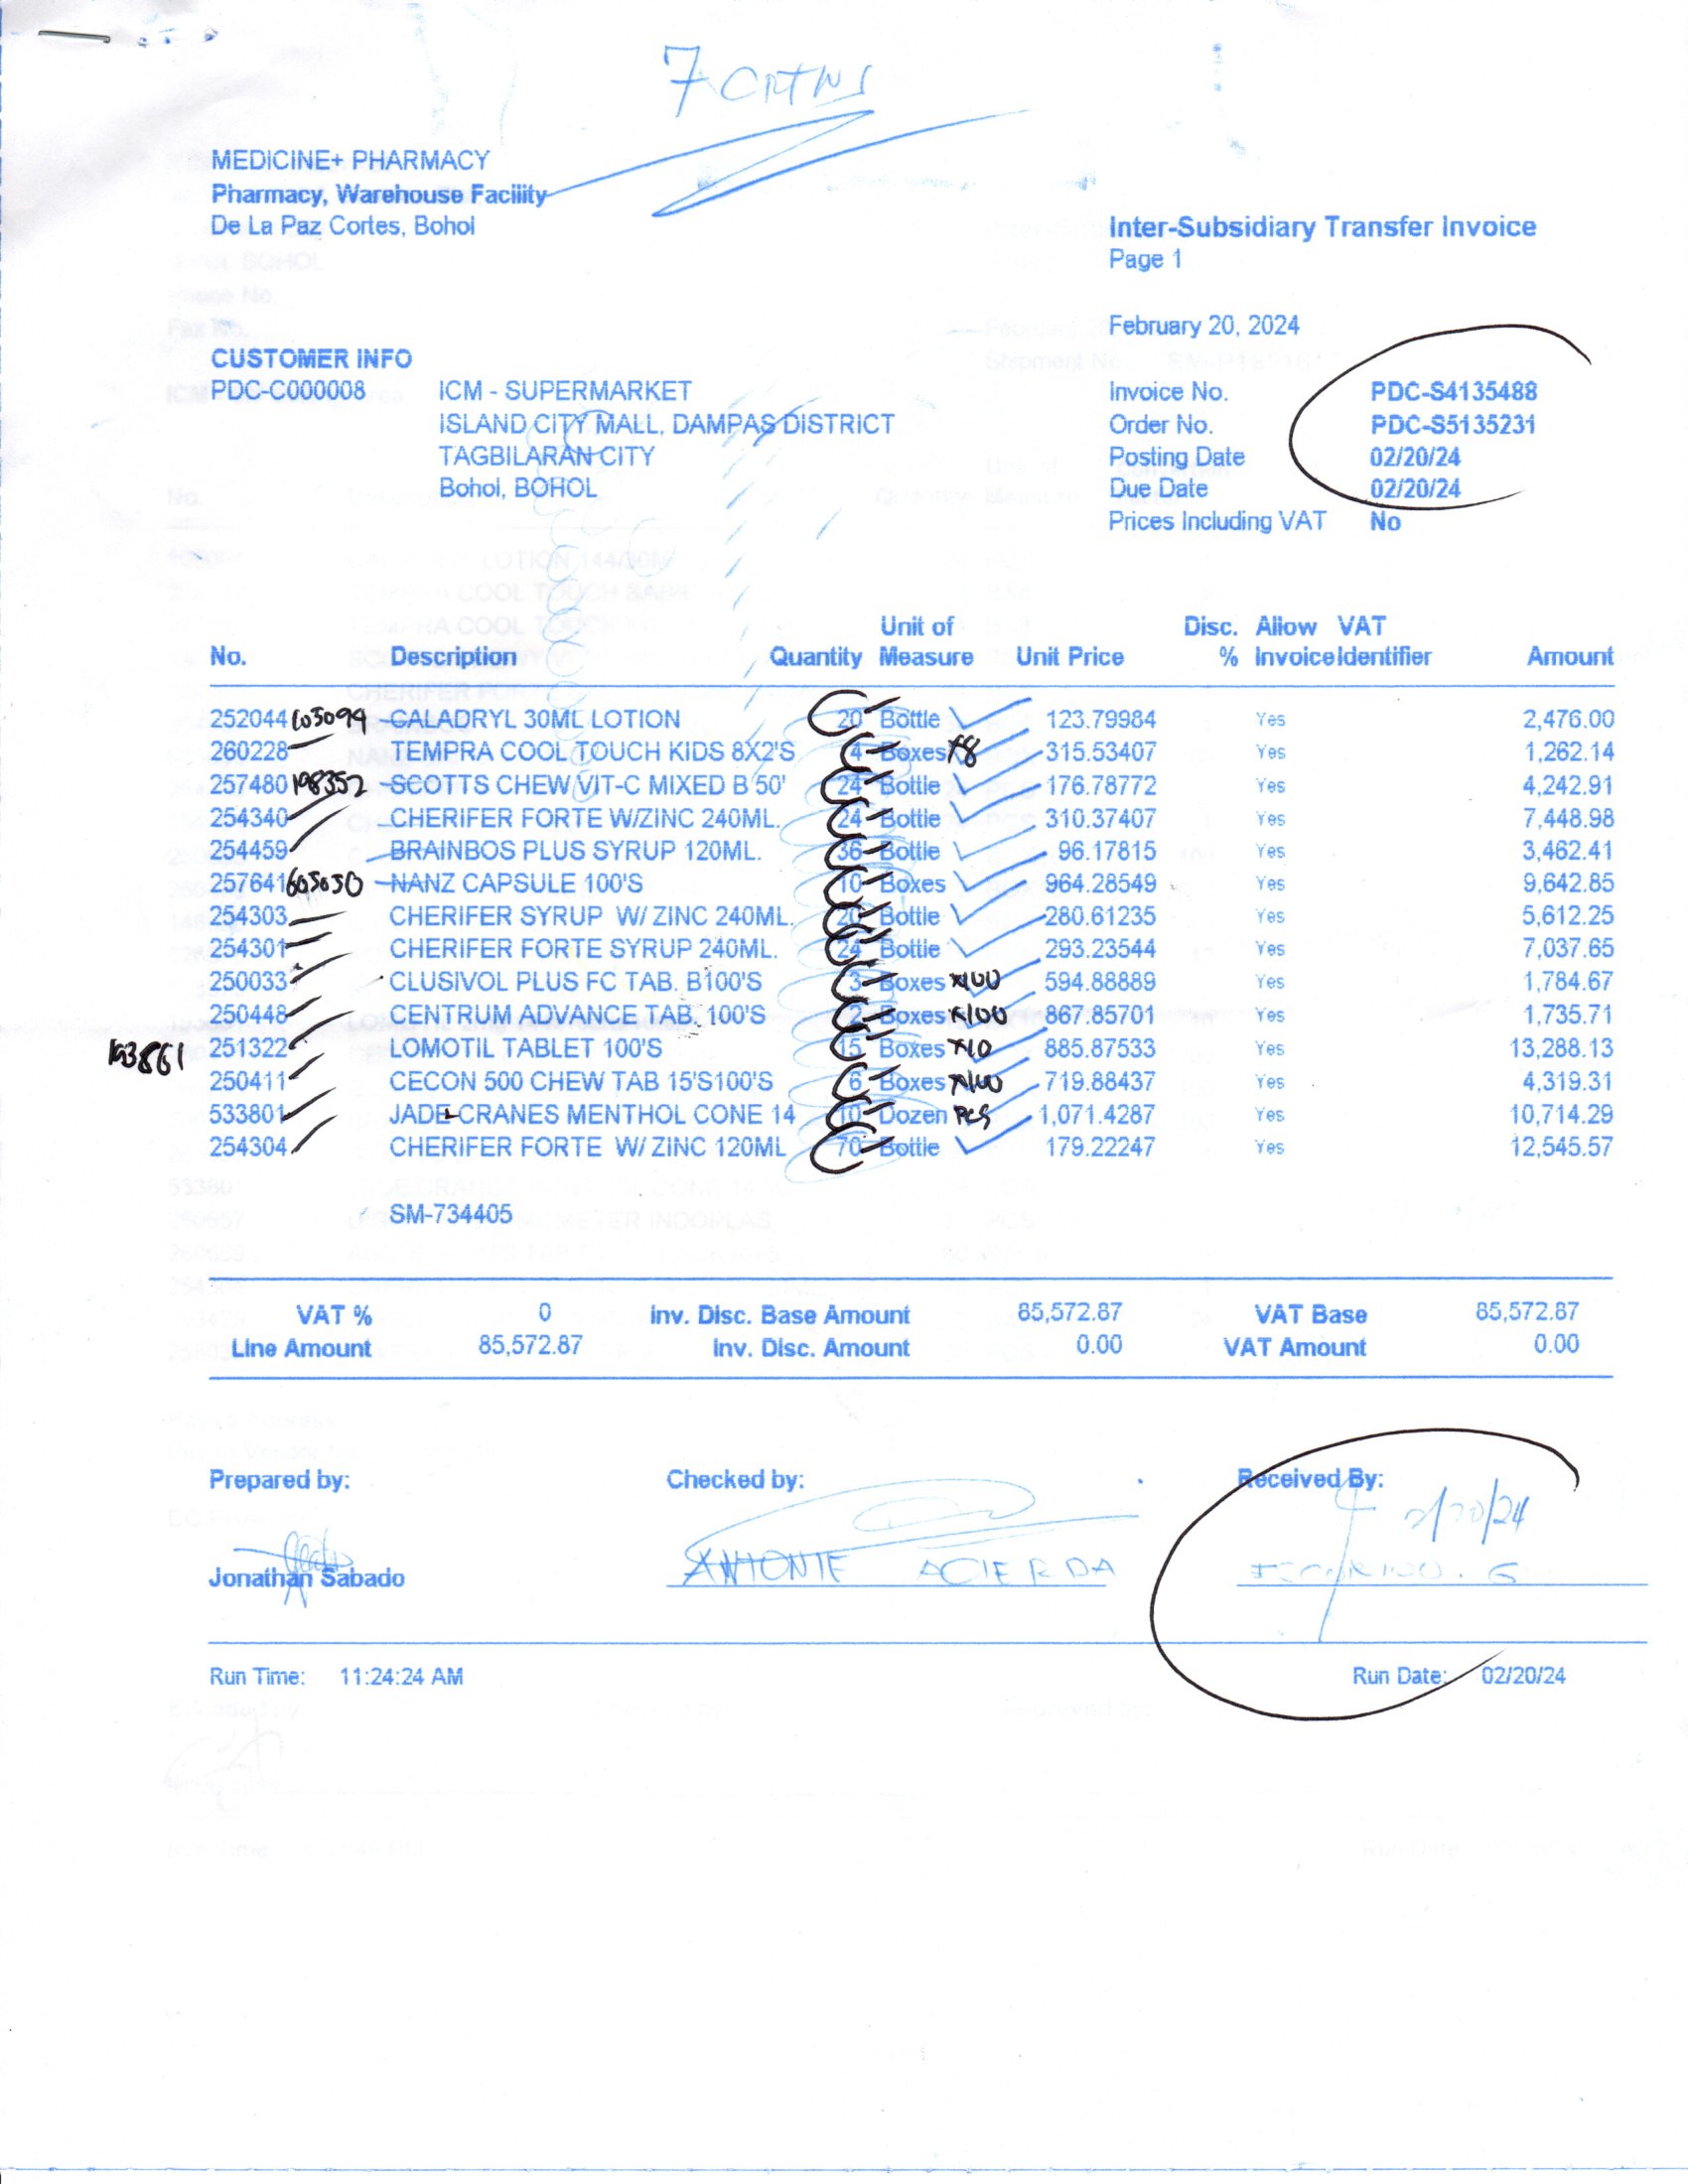 7 CRTNS
MEDICINE+ PHARMACY
Pharmacy, Warehouse Facility
De La Paz Cortes, Bohol
Inter-Subsidiary Transfer Invoice
Page 1
February 20, 2024
CUSTOMER INFO
PDC-C000008 ICM - SUPERMARKET
ISLAND CITY MALL, DAMPAS DISTRICT
TAGBILARAN CITY
Bohol, BOHOL
Invoice No. PDC-S4135488
Order No. PDC-S5135231
Posting Date 02/20/24
Due Date 02/20/24
Prices Including VAT No
No. Description Quantity Unit of Measure Unit Price Disc. % Allow Invoice VAT Identifier Amount
252044 605094 CALADRYL 30ML LOTION 20 Bottle 123.79984 Yes 2,476.00
260228 TEMPRA COOL TOUCH KIDS 8X2'S 4 Boxes x8 315.53407 Yes 1,262.14
257480 198352 SCOTTS CHEW VIT-C MIXED B 50' 24 Bottle 176.78772 Yes 4,242.91
254340 CHERIFER FORTE W/ZINC 240ML. 24 Bottle 310.37407 Yes 7,448.98
254459 BRAINBOS PLUS SYRUP 120ML. 36 Bottle 96.17815 Yes 3,462.41
257641 605030 NANZ CAPSULE 100'S 10 Boxes 964.28549 Yes 9,642.85
254303 CHERIFER SYRUP W/ ZINC 240ML. 20 Bottle 280.61235 Yes 5,612.25
254301 CHERIFER FORTE SYRUP 240ML. 24 Bottle 293.23544 Yes 7,037.65
250033 CLUSIVOL PLUS FC TAB. B100'S 3 Boxes x100 594.88889 Yes 1,784.67
250448 CENTRUM ADVANCE TAB. 100'S 2 Boxes x100 867.85701 Yes 1,735.71
103861 251322 LOMOTIL TABLET 100'S 15 Boxes x10 885.87533 Yes 13,288.13
250411 CECON 500 CHEW TAB 15'S100'S 6 Boxes x100 719.88437 Yes 4,319.31
533801 JADE CRANES MENTHOL CONE 14 10 Dozen PCS 1,071.4287 Yes 10,714.29
254304 CHERIFER FORTE W/ ZINC 120ML 70 Bottle 179.22247 Yes 12,545.57
SM-734405
VAT % 0 Inv. Disc. Base Amount 85,572.87 VAT Base 85,572.87
Line Amount 85,572.87 Inv. Disc. Amount 0.00 VAT Amount 0.00
Prepared by: Checked by: Received By:
2/20/24
Jonathan Sabado ANTONTE ACIERDA
Run Time: 11:24:24 AM Run Date: 02/20/24